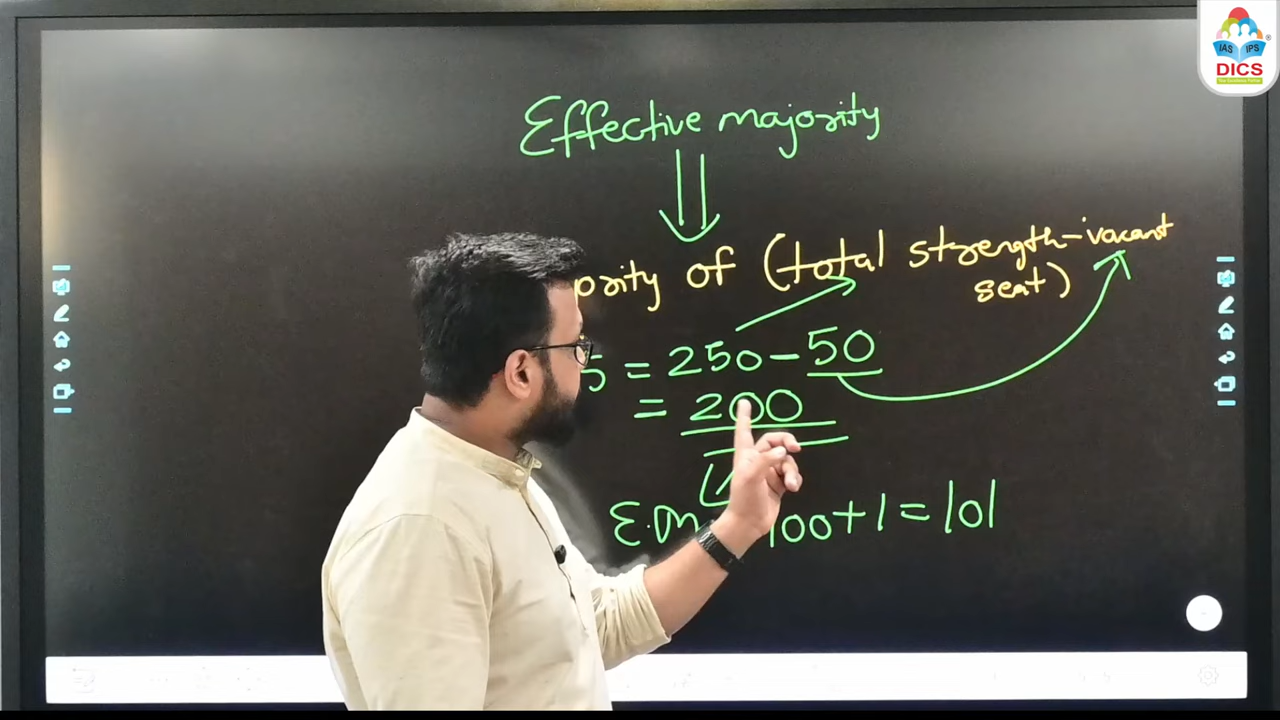 IAS IPS
DICS
Effective majority
ority of (total strength-vacant
seat)
5 = 250-50
= 200
E.M 100+1=101